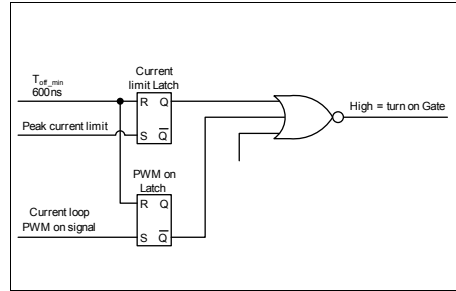 T_off_min
600ns
Peak current limit
Current
limit Latch
R Q
S Q̅
PWM on
Latch
R Q
S Q̅
Current loop
PWM on signal
High = turn on Gate